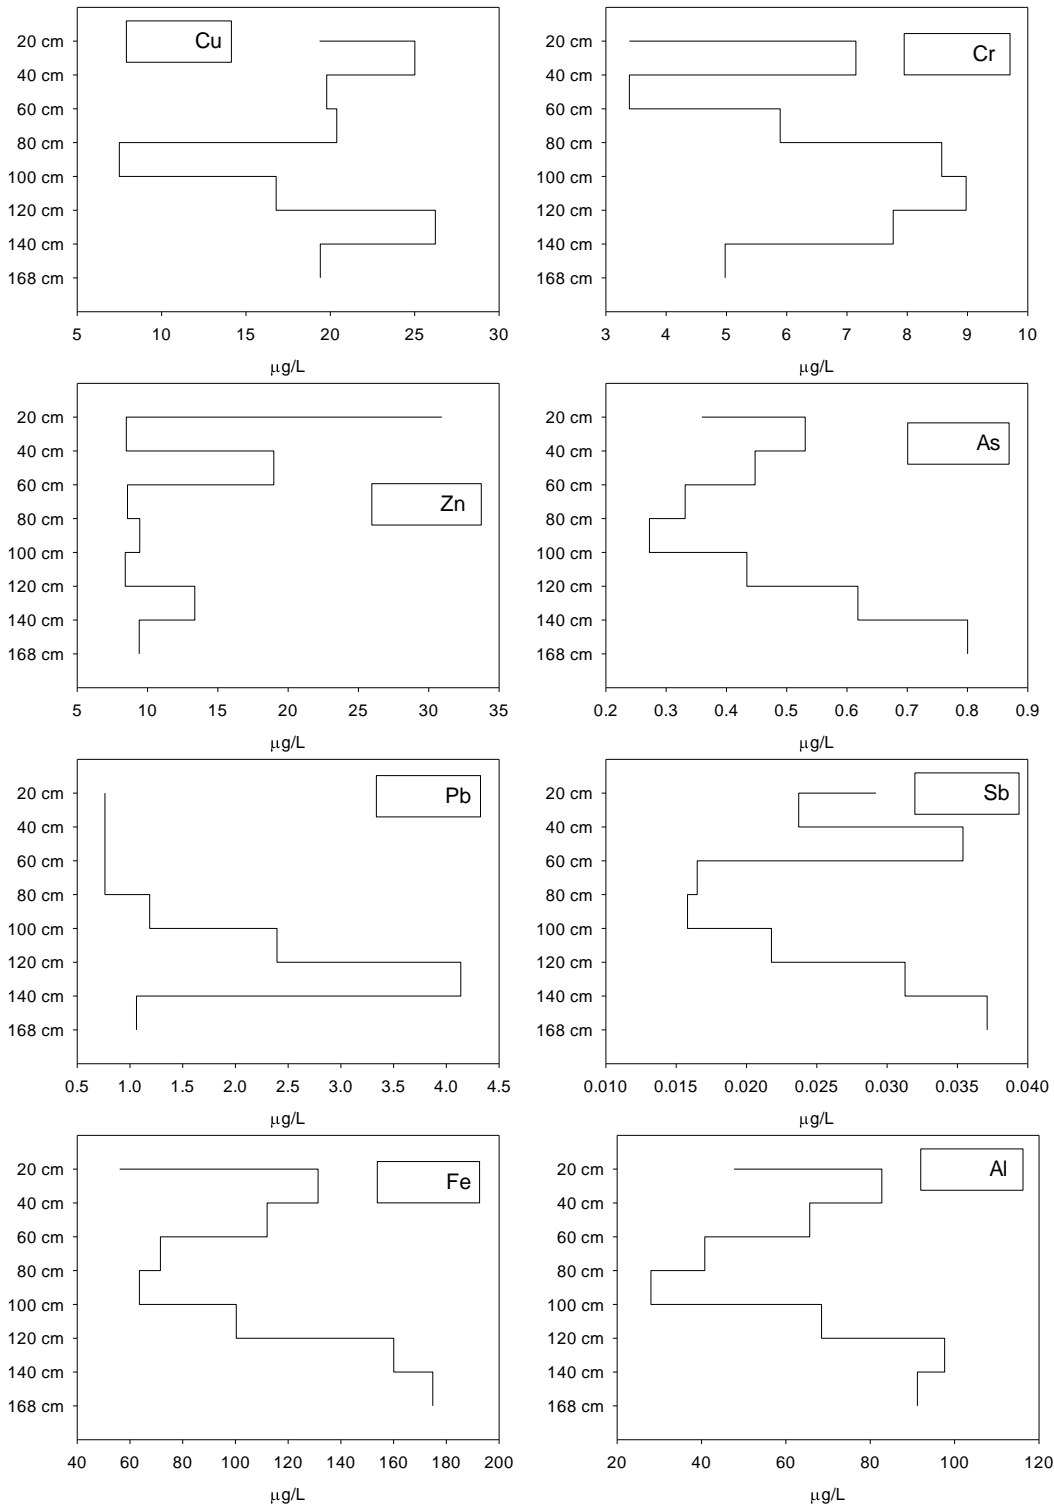 Cu
20 cm
40 cm
60 cm
80 cm
100 cm
120 cm
140 cm
168 cm
5 10 15 20 25 30
µg/L
Cr
20 cm
40 cm
60 cm
80 cm
100 cm
120 cm
140 cm
168 cm
3 4 5 6 7 8 9 10
µg/L
Zn
20 cm
40 cm
60 cm
80 cm
100 cm
120 cm
140 cm
168 cm
5 10 15 20 25 30 35
µg/L
As
20 cm
40 cm
60 cm
80 cm
100 cm
120 cm
140 cm
168 cm
0.2 0.3 0.4 0.5 0.6 0.7 0.8 0.9
µg/L
Pb
20 cm
40 cm
60 cm
80 cm
100 cm
120 cm
140 cm
168 cm
0.5 1.0 1.5 2.0 2.5 3.0 3.5 4.0 4.5
µg/L
Sb
20 cm
40 cm
60 cm
80 cm
100 cm
120 cm
140 cm
168 cm
0.010 0.015 0.020 0.025 0.030 0.035 0.040
µg/L
Fe
20 cm
40 cm
60 cm
80 cm
100 cm
120 cm
140 cm
168 cm
40 60 80 100 120 140 160 180 200
µg/L
Al
20 cm
40 cm
60 cm
80 cm
100 cm
120 cm
140 cm
168 cm
20 40 60 80 100 120
µg/L